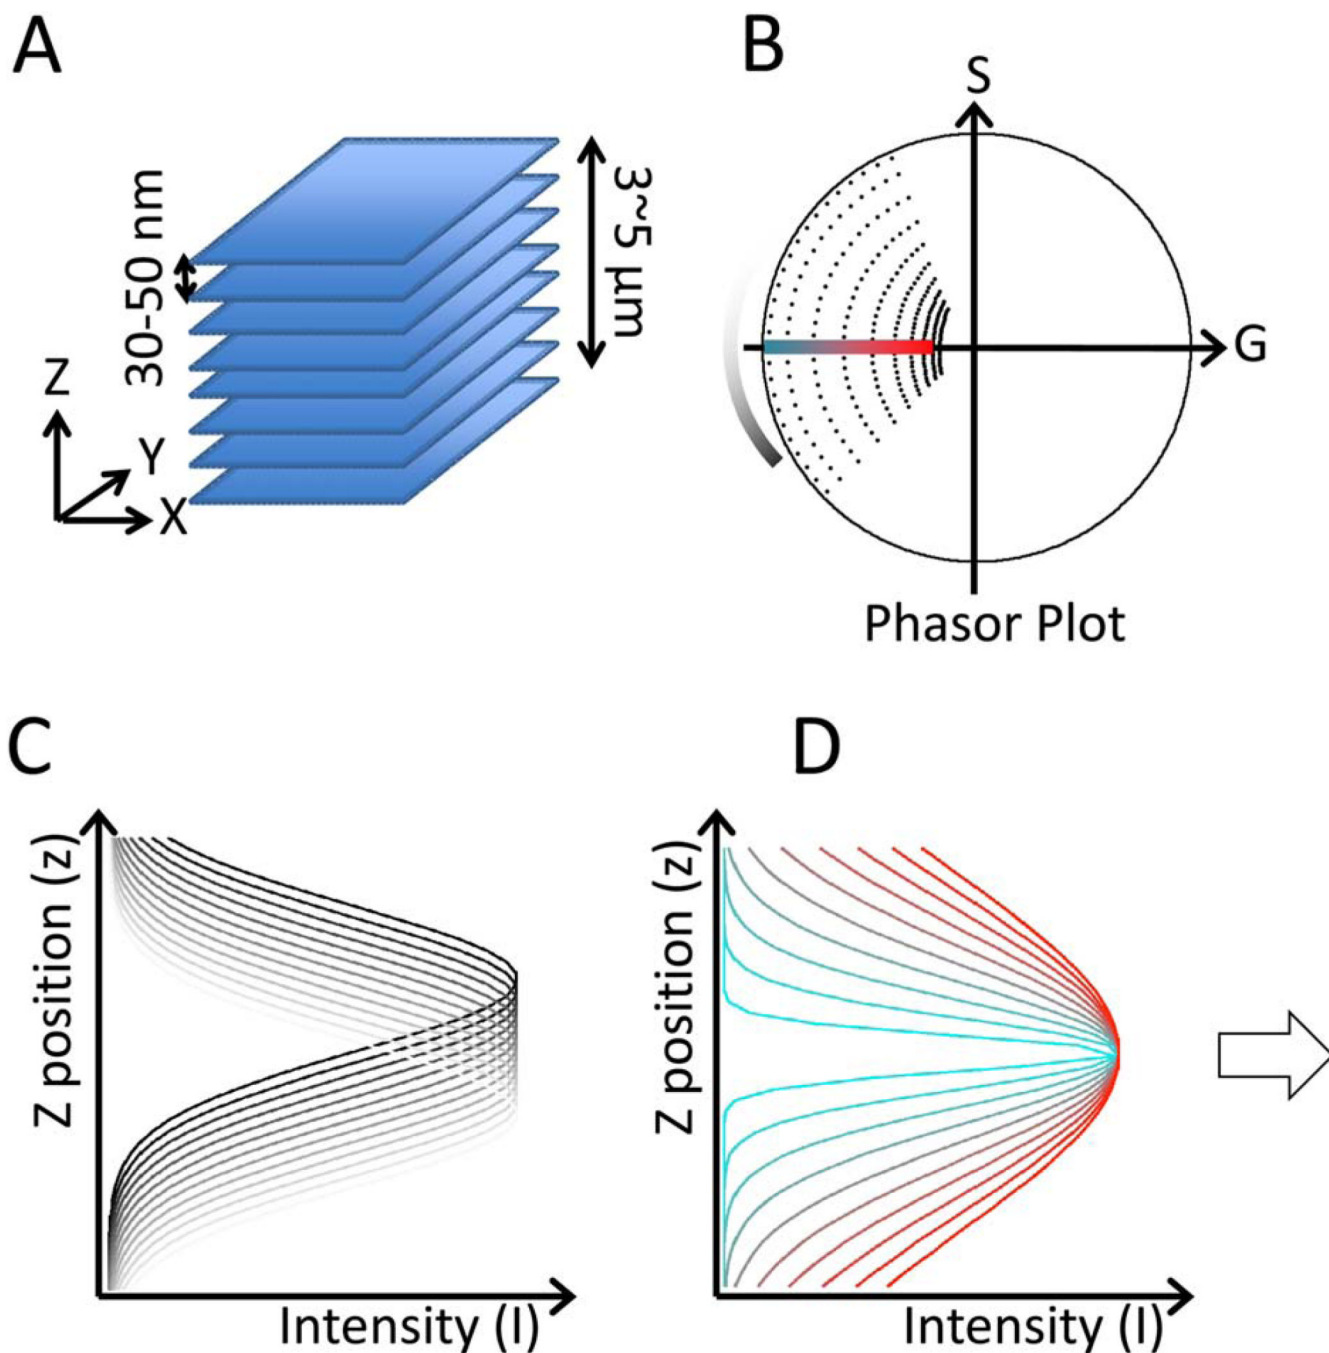 A
30-50 nm
3~5 µm
Z
Y
X
B
S
G
Phasor Plot
C
Z position (z)
Intensity (I)
D
Z position (z)
Intensity (I)